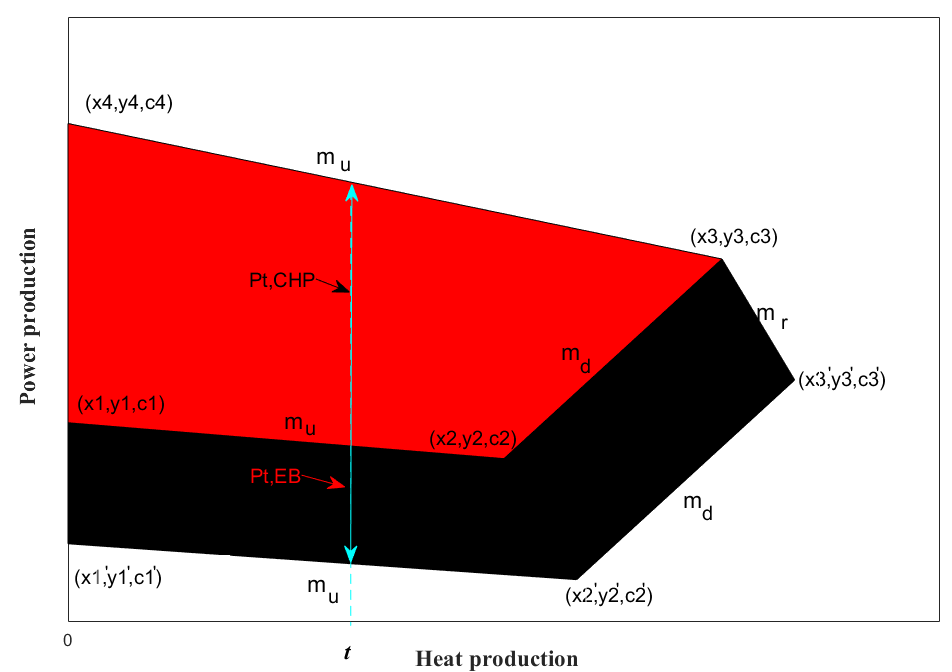 (x4,y4,c4)
m u
(x3,y3,c3)
Pt,CHP
m r
m d
(x3',y3',c3')
(x1,y1,c1)
m u
(x2,y2,c2)
Pt,EB
m d
(x1',y1',c1')
m u
(x2',y2',c2')
0
t
Heat production
Power production